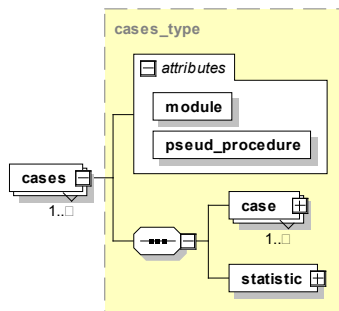 cases_type
attributes
module
pseud_procedure
cases
1..□
case
1..□
statistic